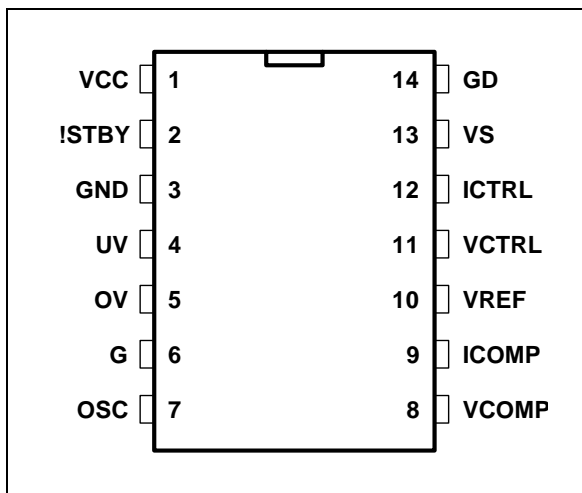 VCC 1 14 GD
!STBY 2 13 VS
GND 3 12 ICTRL
UV 4 11 VCTRL
OV 5 10 VREF
G 6 9 ICOMP
OSC 7 8 VCOMP